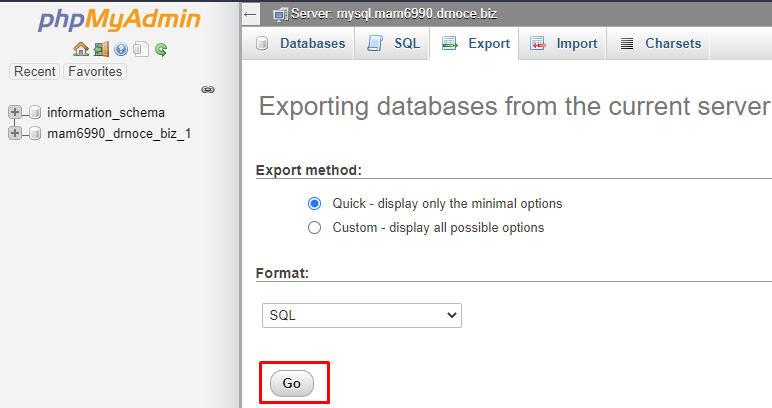 phpMyAdmin
Recent Favorites
information_schema
mam6990_drnoce_biz_1
Server: mysql.mam6990.drnoce.biz
Databases SQL Export Import Charsets
Exporting databases from the current server
Export method:
Quick - display only the minimal options
Custom - display all possible options
Format:
SQL
Go